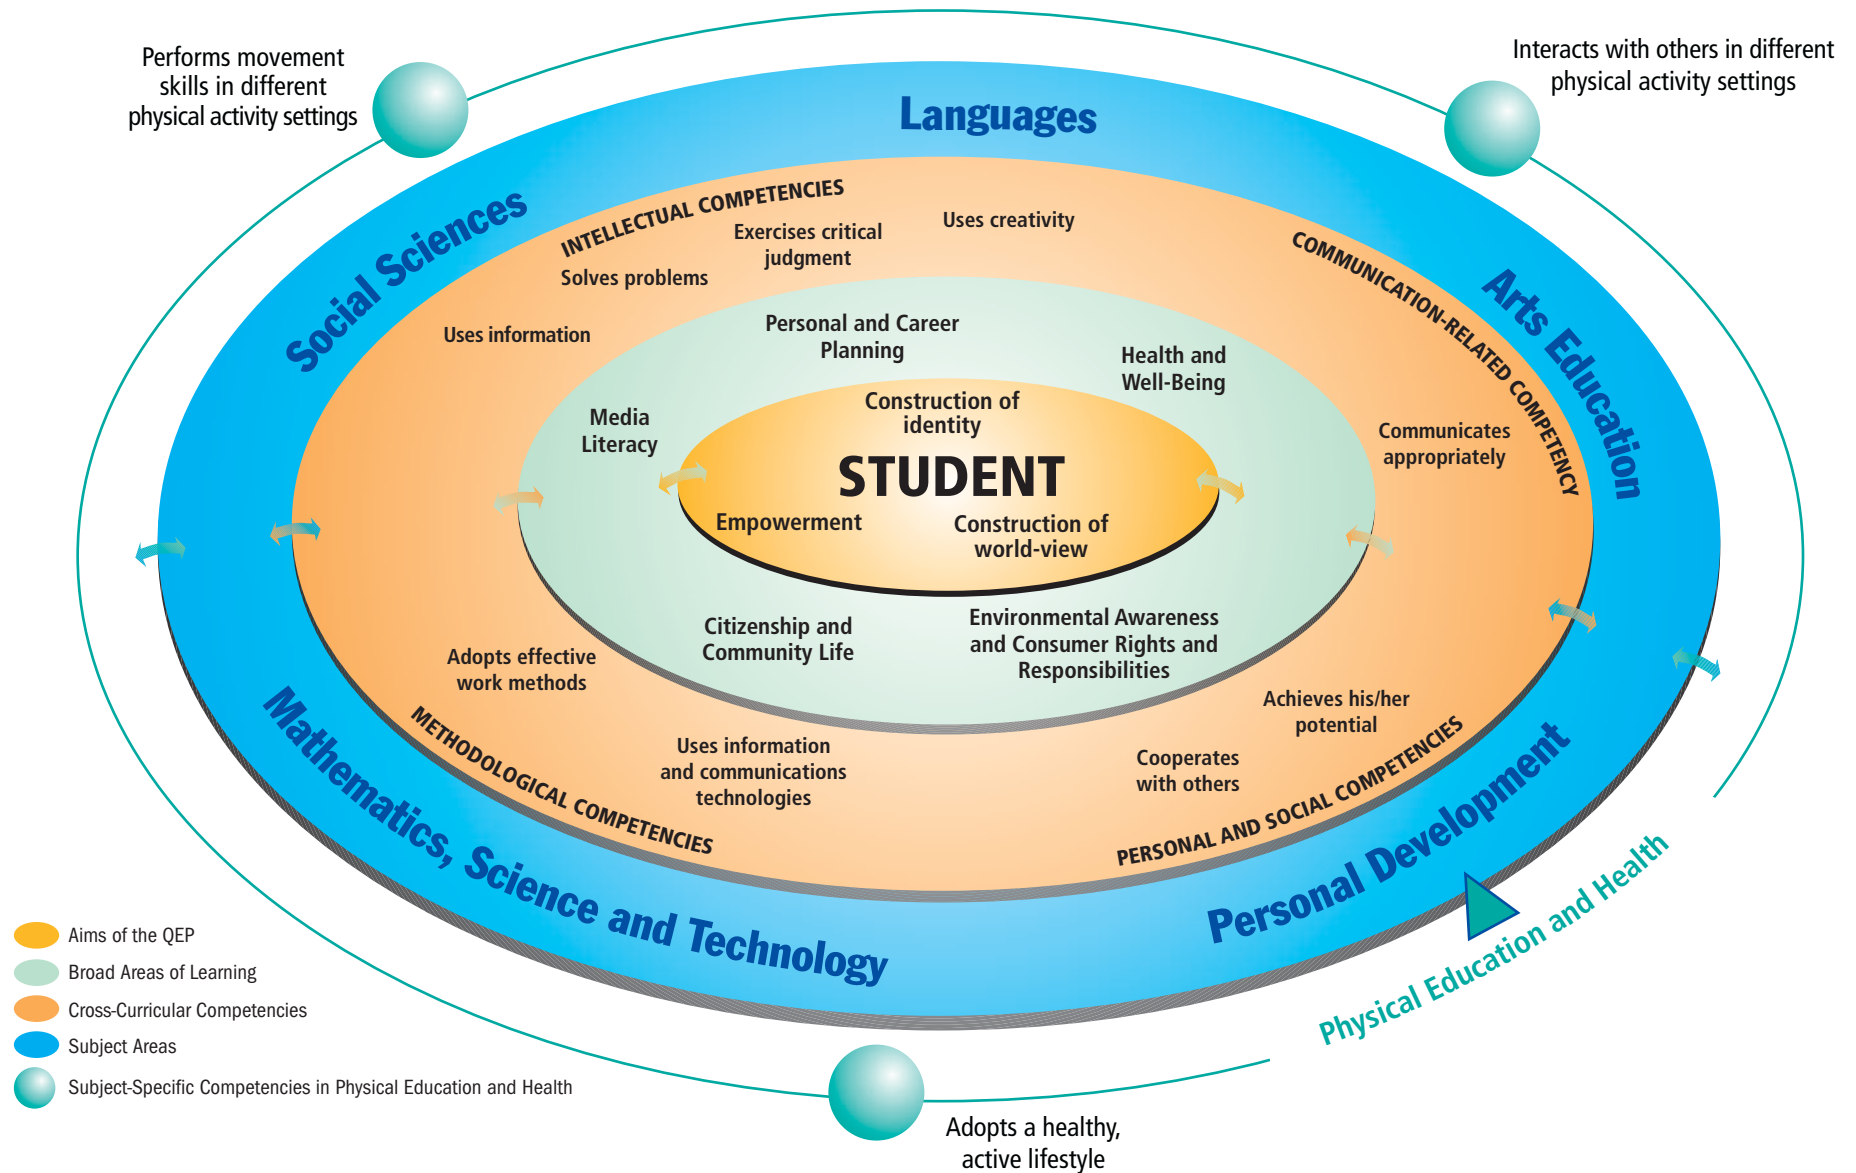 Performs movement
skills in different
physical activity settings
Interacts with others in different
physical activity settings
Languages
Social Sciences
Arts Education
INTELLECTUAL COMPETENCIES
Uses creativity
Exercises critical
judgment
Solves problems
Uses information
COMMUNICATION-RELATED COMPETENCY
Communicates
appropriately
Personal and Career
Planning
Health and
Well-Being
Media
Literacy
Construction of
identity
STUDENT
Empowerment
Construction of
world-view
Citizenship and
Community Life
Environmental Awareness
and Consumer Rights and
Responsibilities
Adopts effective
work methods
Uses information
and communications
technologies
METHODOLOGICAL COMPETENCIES
Achieves his/her
potential
Cooperates
with others
PERSONAL AND SOCIAL COMPETENCIES
Mathematics, Science and Technology
Personal Development
Physical Education and Health
Aims of the QEP
Broad Areas of Learning
Cross-Curricular Competencies
Subject Areas
Subject-Specific Competencies in Physical Education and Health
Adopts a healthy,
active lifestyle